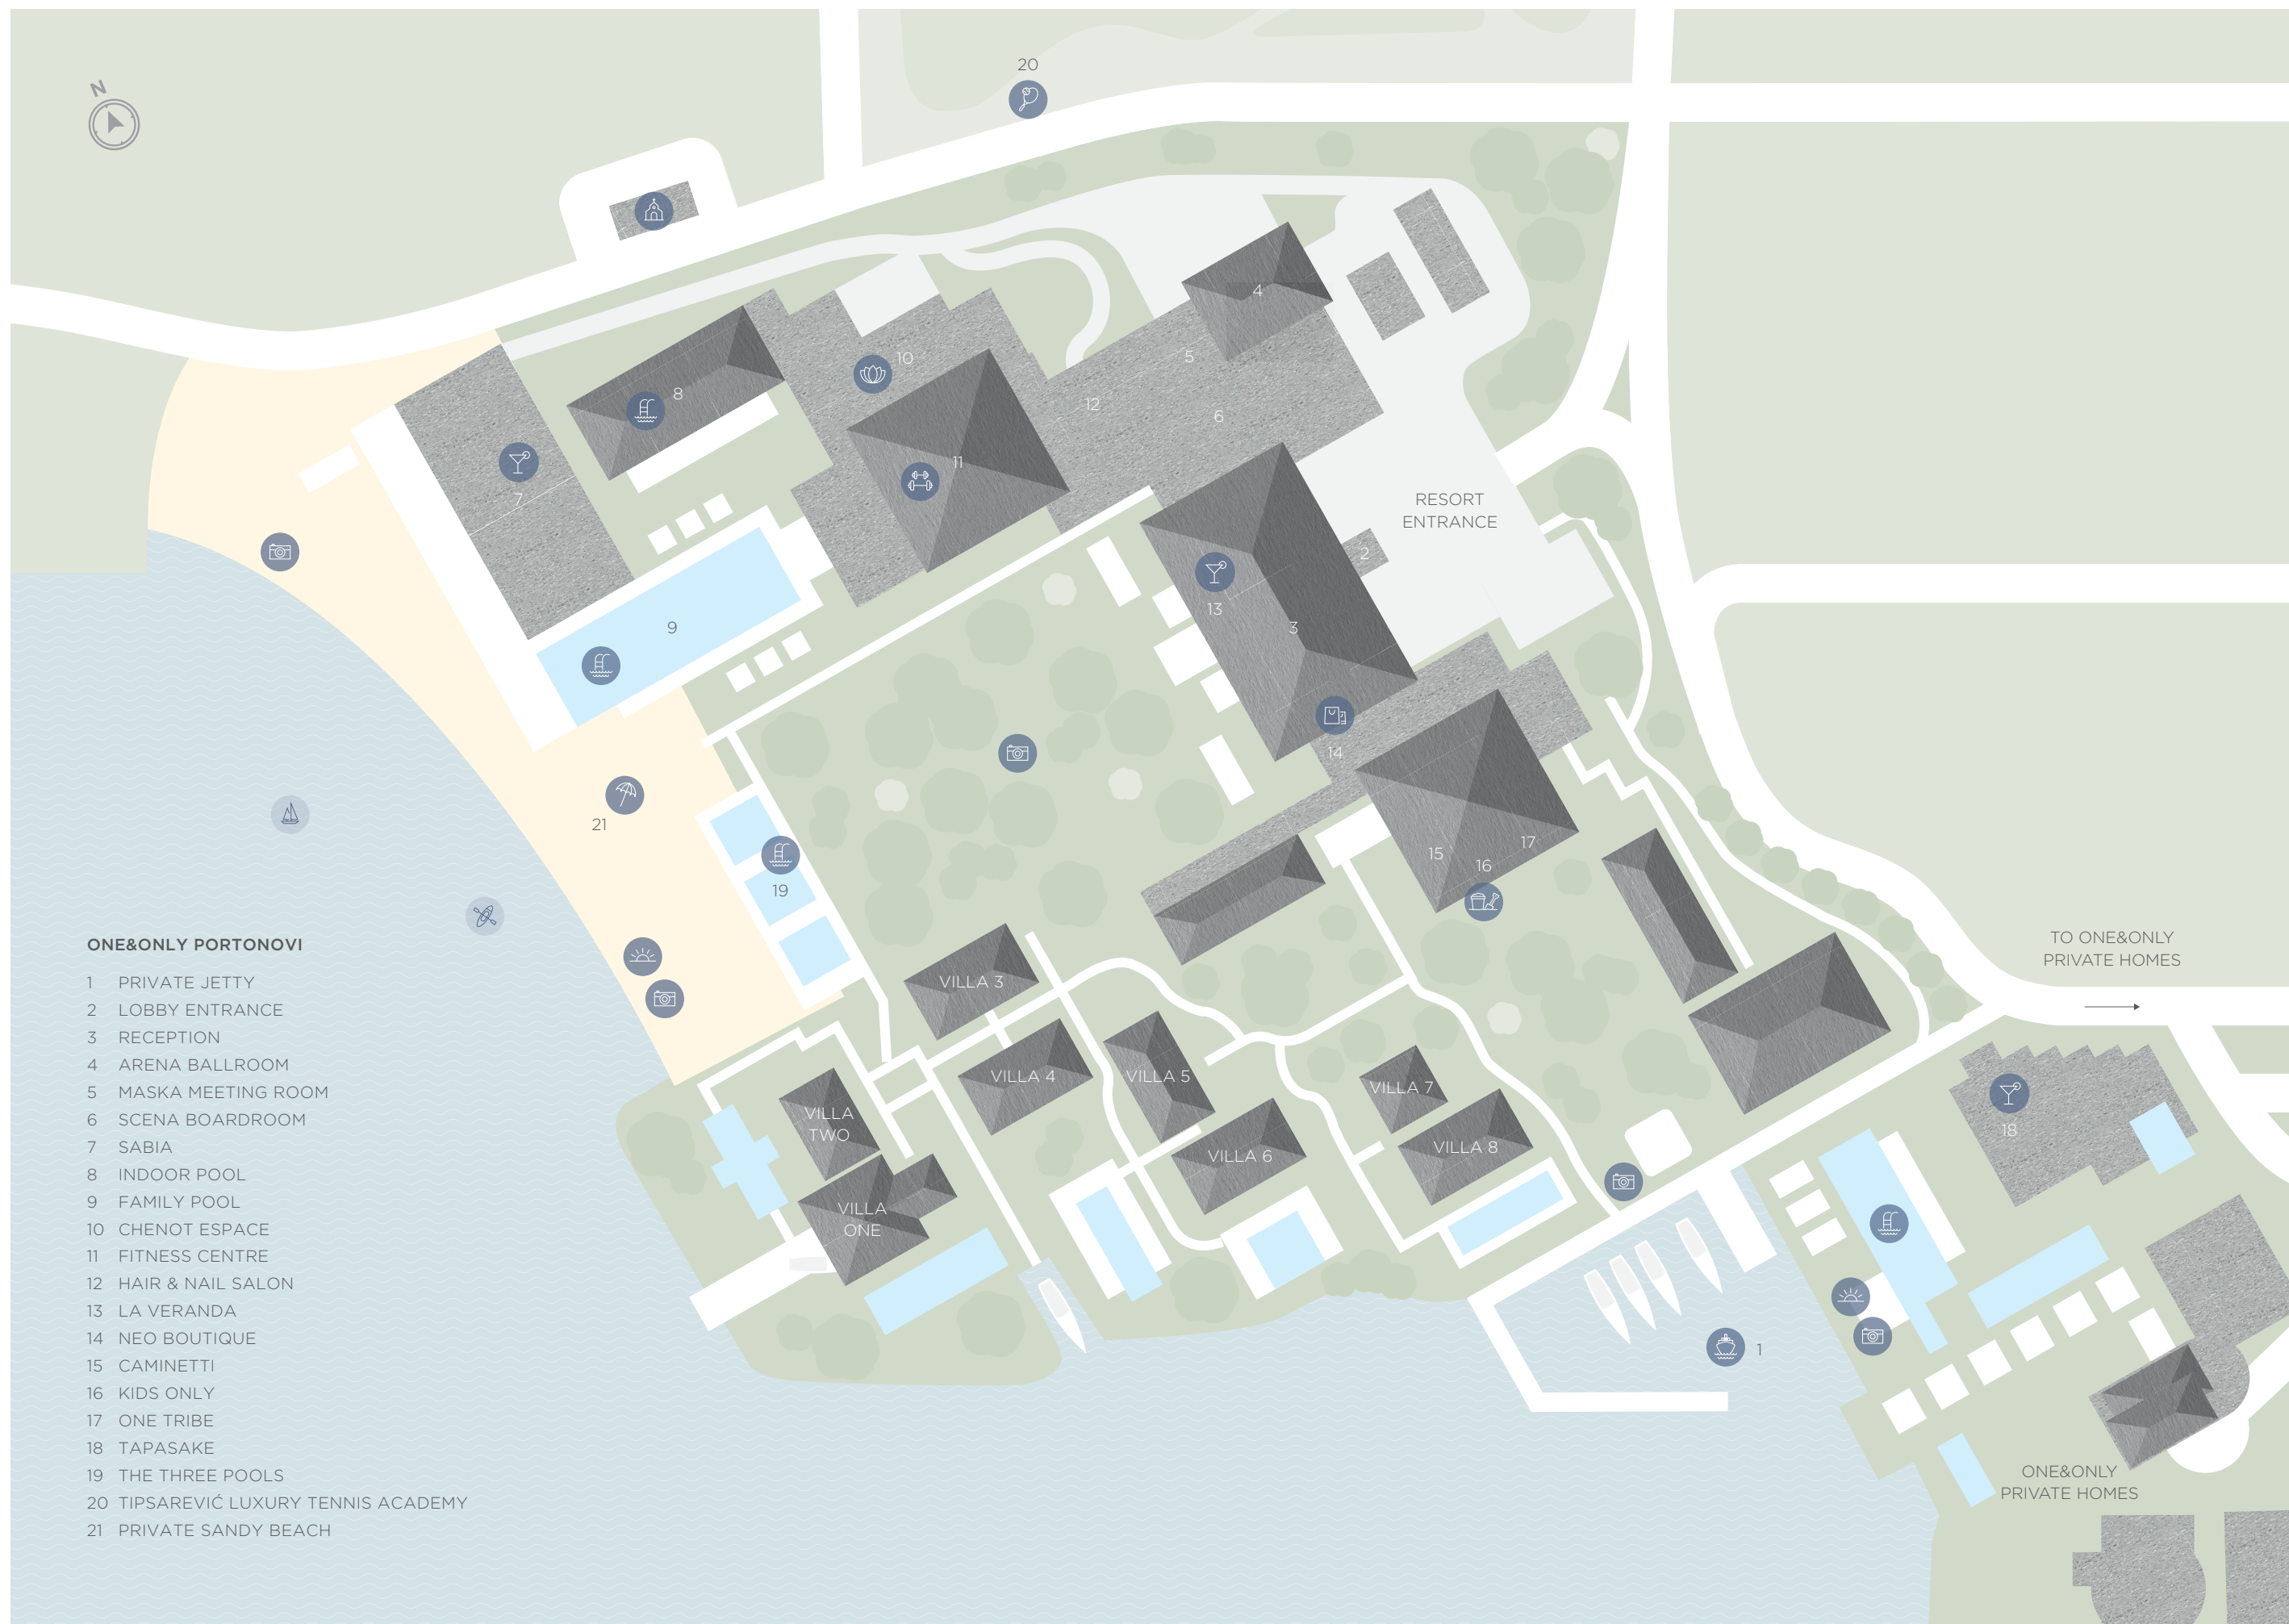 N
20
4
5
10
8
12
6
11
7
RESORT
ENTRANCE
2
13
3
9
14
21
15
17
16
19
TO ONE&ONLY
PRIVATE HOMES
VILLA 3
VILLA 4
VILLA 5
VILLA 7
VILLA
TWO
VILLA 6
VILLA 8
VILLA
ONE
18
1
ONE&ONLY
PRIVATE HOMES
ONE&ONLY PORTONOVI
1 PRIVATE JETTY
2 LOBBY ENTRANCE
3 RECEPTION
4 ARENA BALLROOM
5 MASKA MEETING ROOM
6 SCENA BOARDROOM
7 SABIA
8 INDOOR POOL
9 FAMILY POOL
10 CHENOT ESPACE
11 FITNESS CENTRE
12 HAIR & NAIL SALON
13 LA VERANDA
14 NEO BOUTIQUE
15 CAMINETTI
16 KIDS ONLY
17 ONE TRIBE
18 TAPASAKE
19 THE THREE POOLS
20 TIPSAREVIĆ LUXURY TENNIS ACADEMY
21 PRIVATE SANDY BEACH